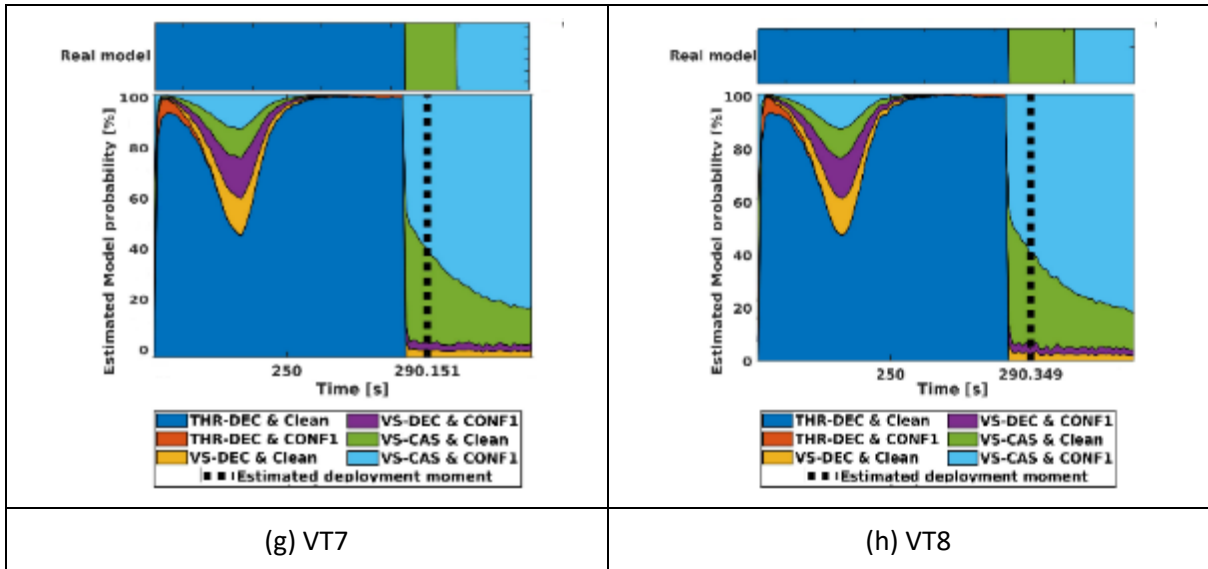 Real model
Estimated Model probability [%]
100
80
60
40
20
0
250
290.151
Time [s]
THR-DEC & Clean
VS-DEC & CONF1
THR-DEC & CONF1
VS-CAS & Clean
VS-DEC & Clean
VS-CAS & CONF1
Estimated deployment moment
(g) VT7
Real model
Estimated Model probability [%]
100
80
60
40
20
0
250
290.349
Time [s]
THR-DEC & Clean
VS-DEC & CONF1
THR-DEC & CONF1
VS-CAS & Clean
VS-DEC & Clean
VS-CAS & CONF1
Estimated deployment moment
(h) VT8